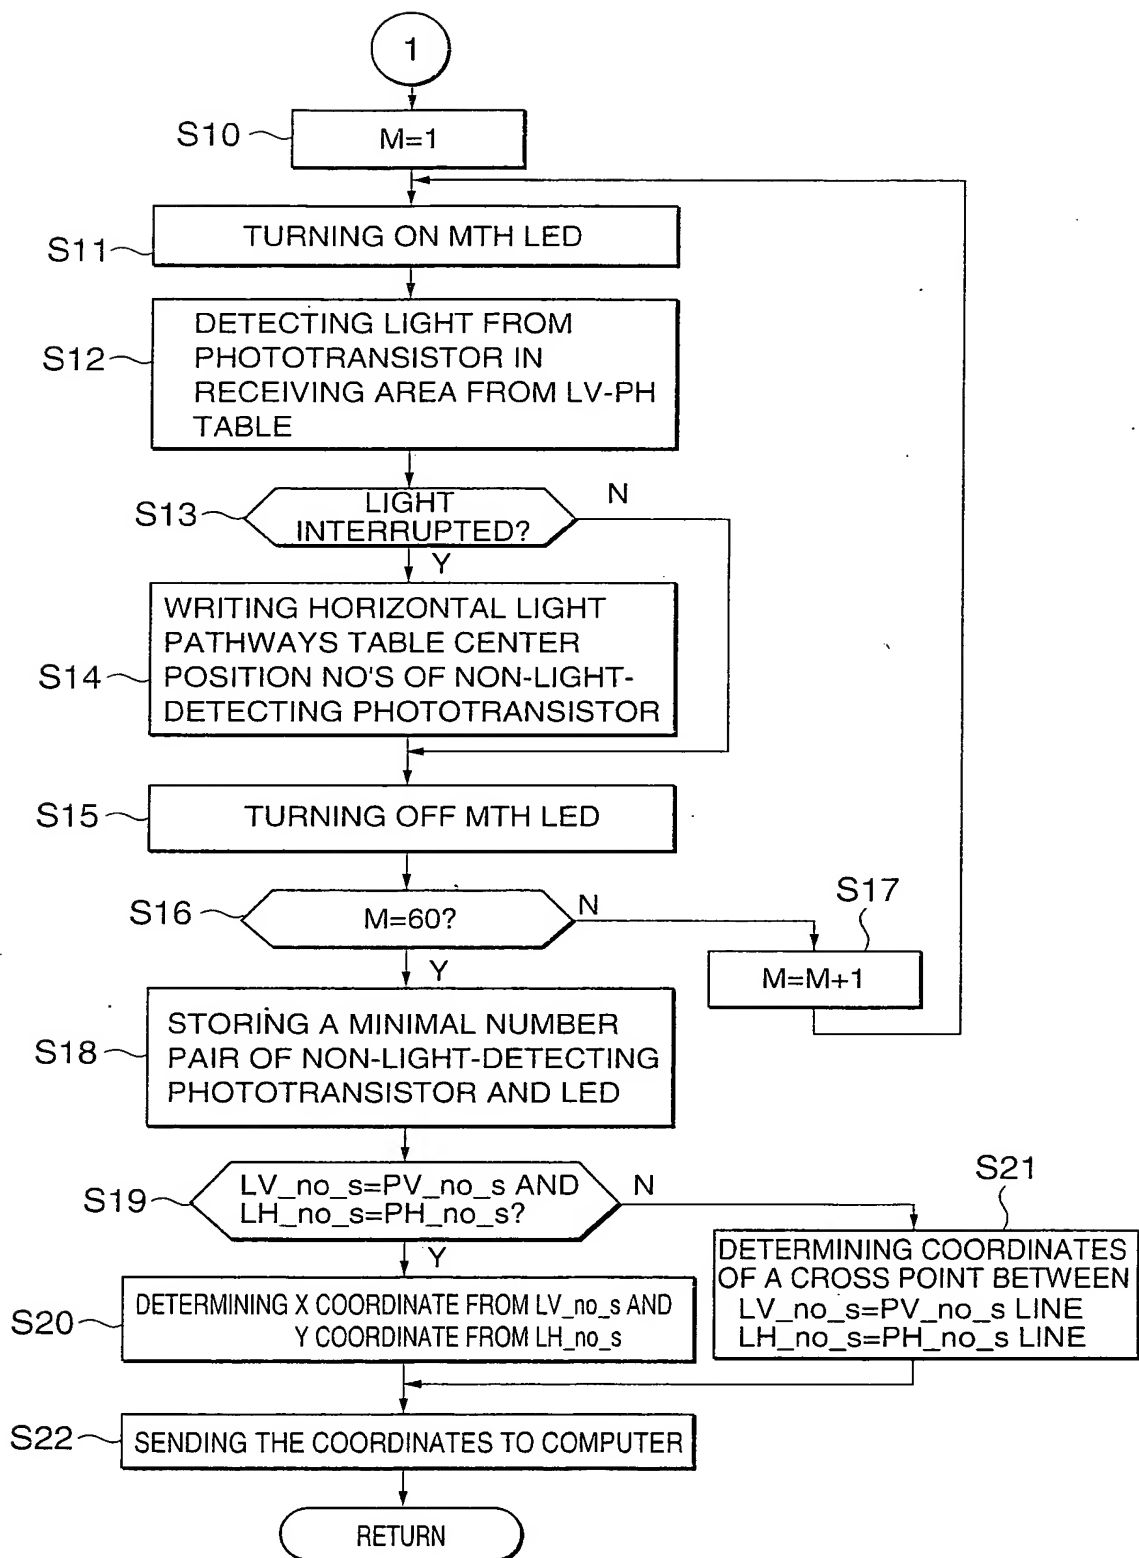 1
S10
M=1
S11
TURNING ON MTH LED
S12
DETECTING LIGHT FROM
PHOTOTRANSISTOR IN
RECEIVING AREA FROM LV-PH
TABLE
S13
LIGHT
INTERRUPTED?
N
Y
S14
WRITING HORIZONTAL LIGHT
PATHWAYS TABLE CENTER
POSITION NO'S OF NON-LIGHT-
DETECTING PHOTOTRANSISTOR
S15
TURNING OFF MTH LED
S16
M=60?
N
S17
M=M+1
Y
S18
STORING A MINIMAL NUMBER
PAIR OF NON-LIGHT-DETECTING
PHOTOTRANSISTOR AND LED
S19
LV_no_s=PV_no_s AND
LH_no_s=PH_no_s?
N
S21
Y
DETERMINING COORDINATES
OF A CROSS POINT BETWEEN
LV_no_s=PV_no_s LINE
LH_no_s=PH_no_s LINE
S20
DETERMINING X COORDINATE FROM LV_no_s AND
Y COORDINATE FROM LH_no_s
S22
SENDING THE COORDINATES TO COMPUTER
RETURN